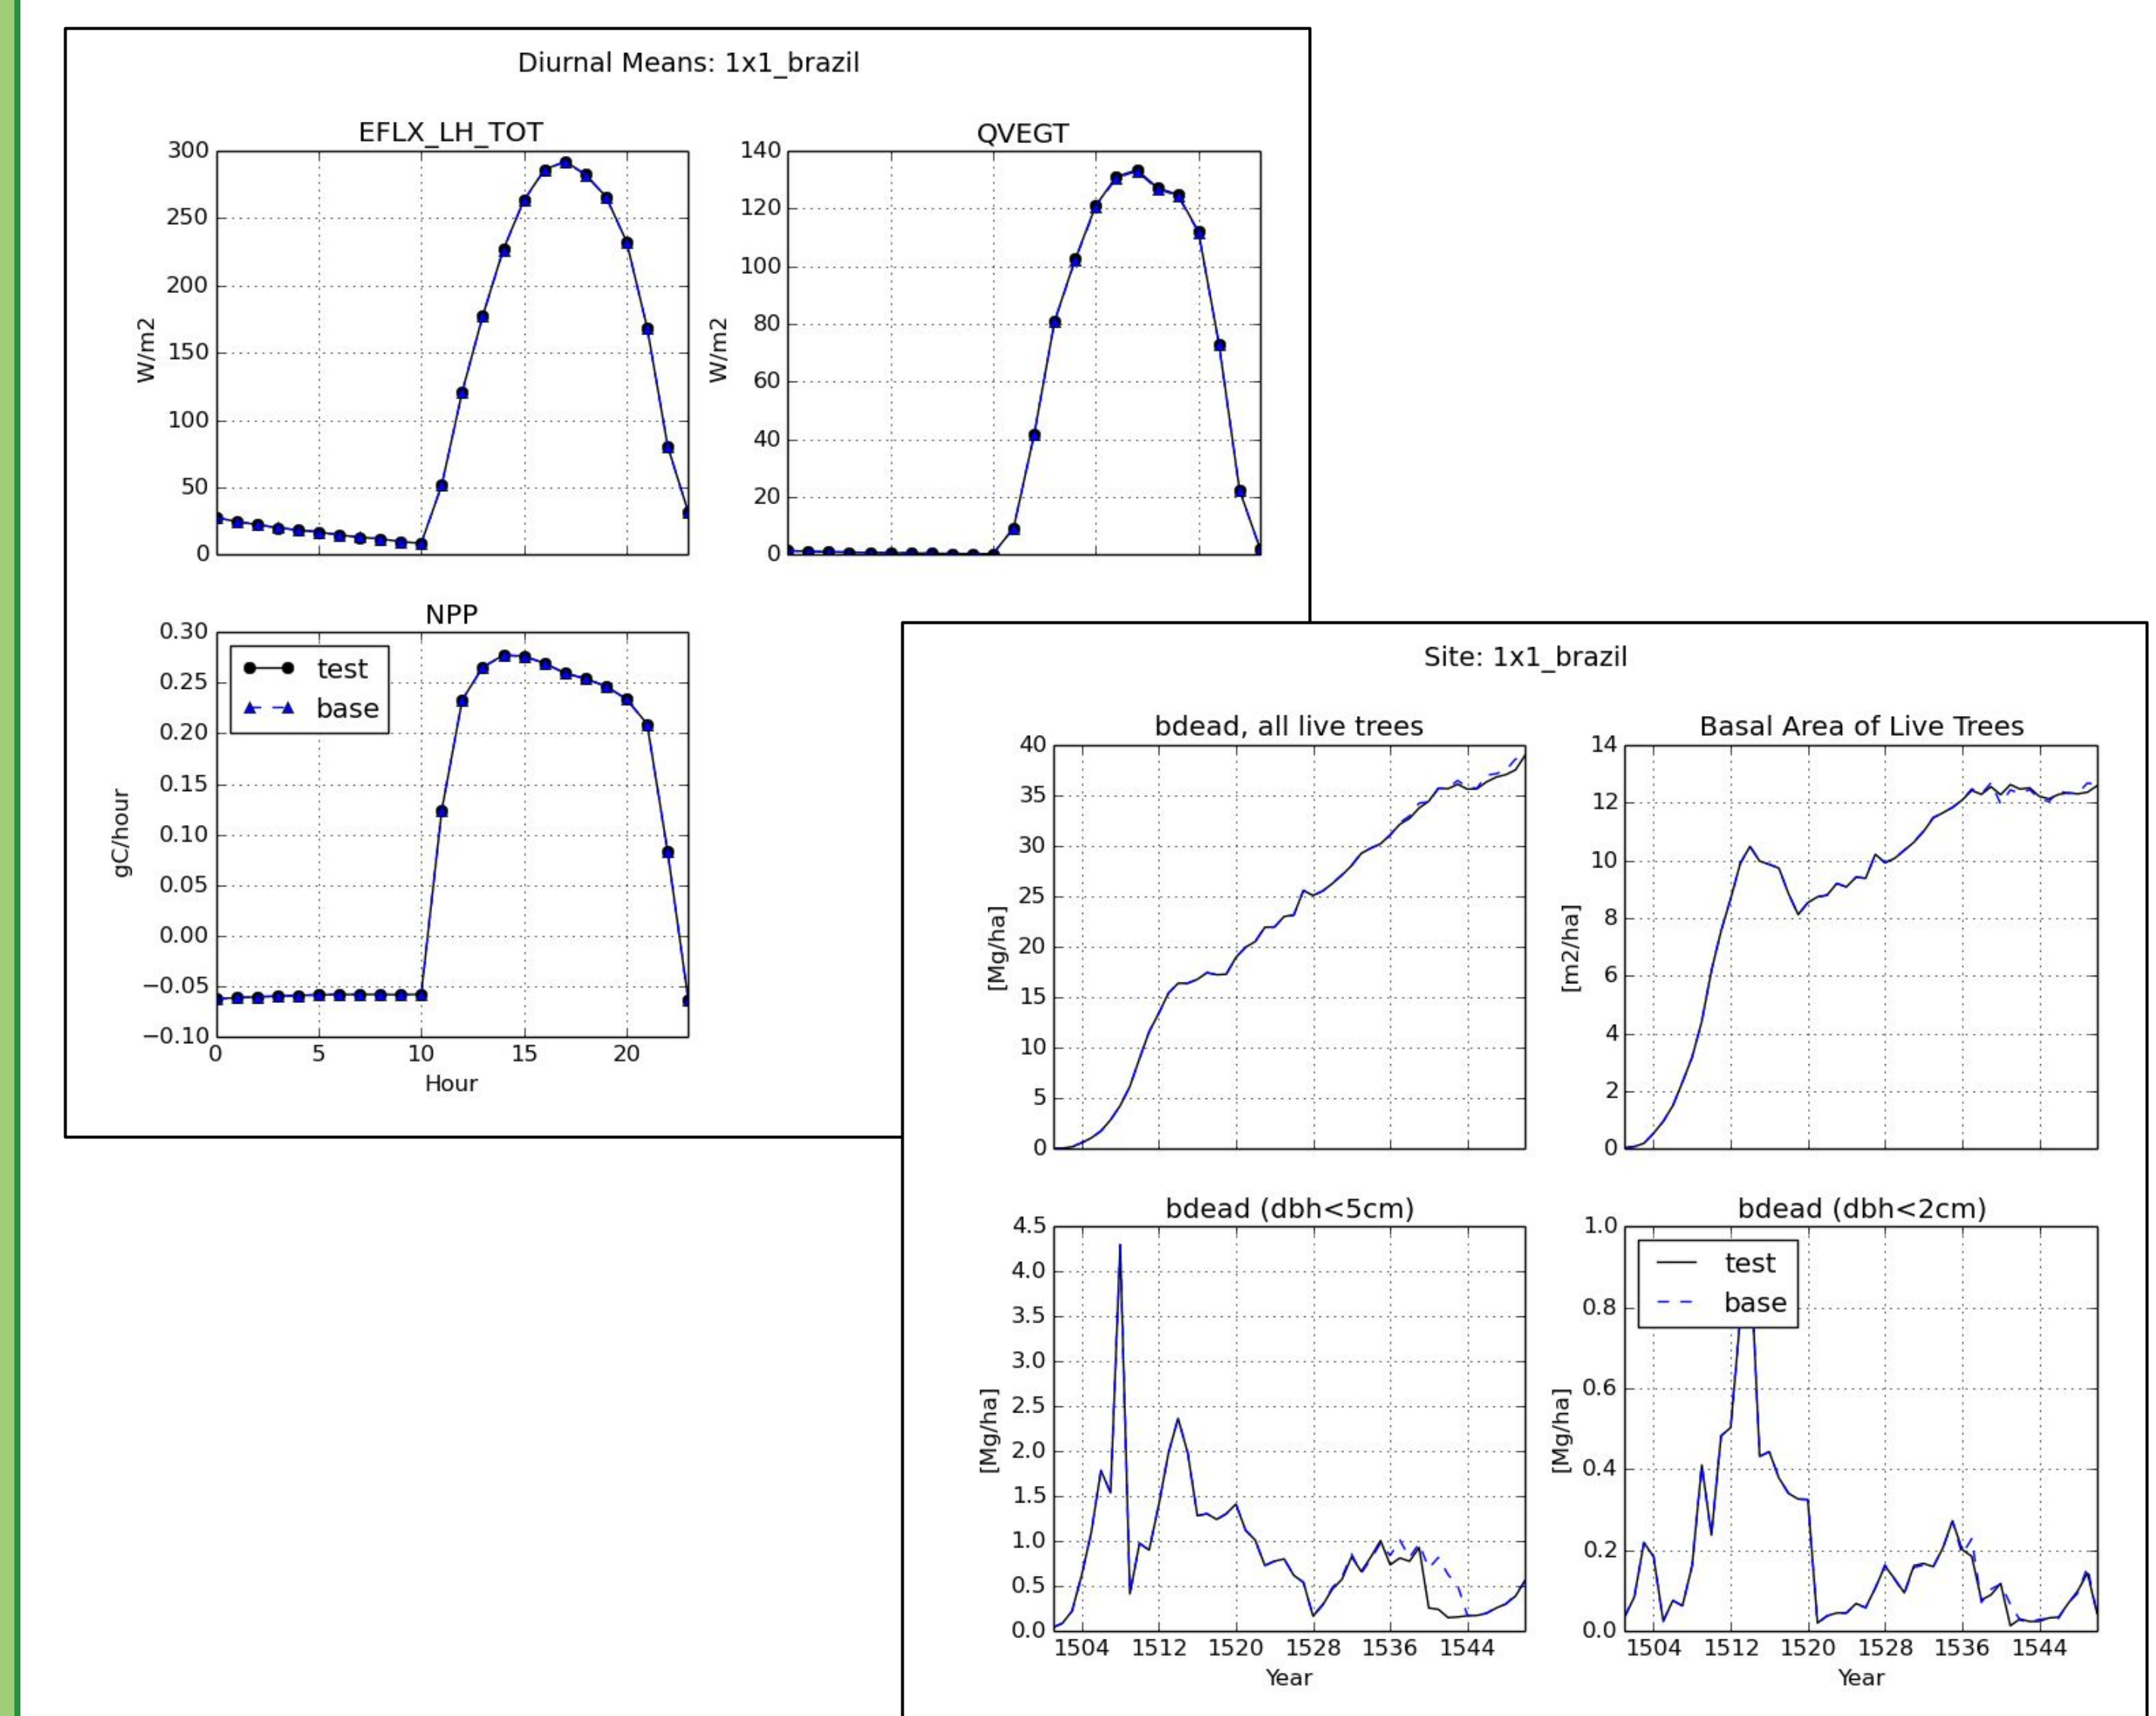 Diurnal Means: 1x1_brazil
EFLX_LH_TOT
300
250
200
150
100
50
0
W/m2
QVEGT
140
120
100
80
60
40
20
0
W/m2
NPP
0.30
0.25
0.20
0.15
0.10
0.05
0.00
−0.05
−0.10
gC/hour
test
base
0 5 10 15 20
Hour
Site: 1x1_brazil
bdead, all live trees
40
35
30
25
20
15
10
5
0
[Mg/ha]
Basal Area of Live Trees
14
12
10
8
6
4
2
0
[m2/ha]
bdead (dbh<5cm)
4.5
4.0
3.5
3.0
2.5
2.0
1.5
1.0
0.5
0.0
[Mg/ha]
1504 1512 1520 1528 1536 1544
Year
bdead (dbh<2cm)
1.0
0.8
0.6
0.4
0.2
0.0
[Mg/ha]
test
base
1504 1512 1520 1528 1536 1544
Year